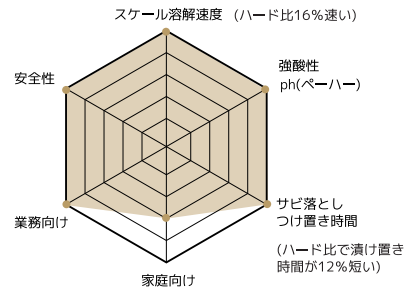 スケール溶解速度 (ハード比16%速い)
安全性
強酸性
ph(ペーハー)
サビ落とし
つけ置き時間
業務向け
(ハード比で漬け置き
時間が12%短い)
家庭向け